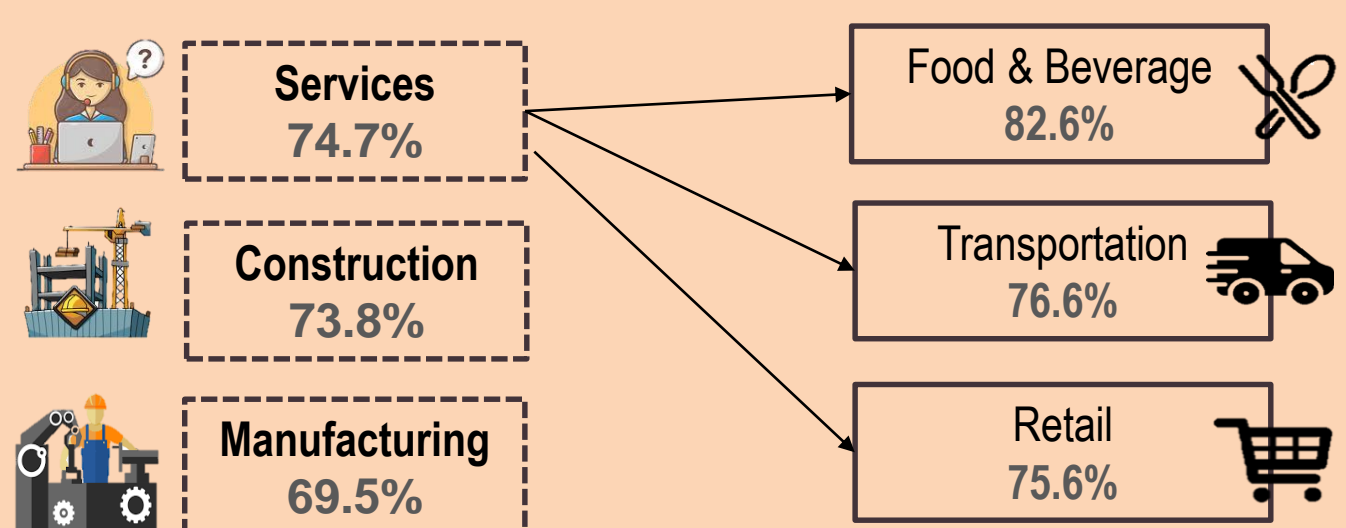 ?
Services
74.7%
Construction
73.8%
Manufacturing
69.5%
Food & Beverage
82.6%
Transportation
76.6%
Retail
75.6%